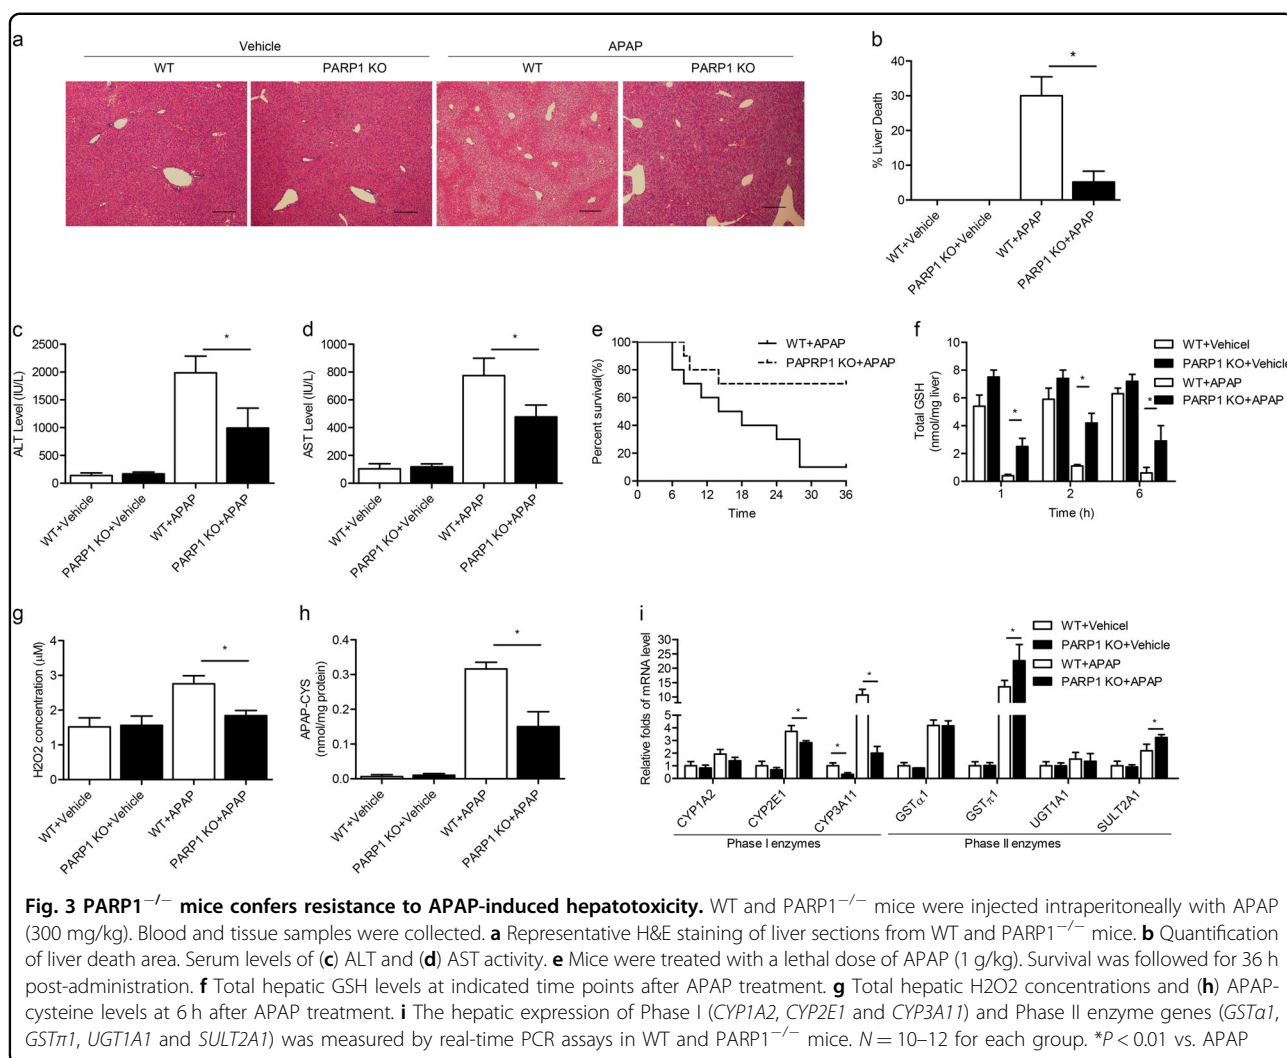 a
Vehicle
APAP
WT
PARP1 KO
WT
PARP1 KO
b
*
% Liver Death
40
30
20
10
0
WT+Vehicle
PARP1 KO+Vehicle
WT+APAP
PARP1 KO+APAP
c
*
ALT Level (IU/L)
2500
2000
1500
1000
500
0
WT+Vehicle
PARP1 KO+Vehicle
WT+APAP
PARP1 KO+APAP
d
*
AST Level (IU/L)
1000
800
600
400
200
0
WT+Vehicle
PARP1 KO+Vehicle
WT+APAP
PARP1 KO+APAP
e
WT+APAP
PAPRP1 KO+APAP
Percent survival(%)
100
80
60
40
20
0
0 6 12 18 24 30 36
Time
f
WT+Vehicel
PARP1 KO+Vehicle
WT+APAP
PARP1 KO+APAP
Total GSH
(nmol/mg liver)
10
8
6
4
2
0
* * *
1 2 6
Time (h)
g
*
H2O2 concentration (μM)
4
3
2
1
0
WT+Vehicle
PARP1 KO+Vehicle
WT+APAP
PARP1 KO+APAP
h
*
APAP-CYS
(nmol/mg protein)
0.4
0.3
0.2
0.1
0.0
WT+Vehicle
PARP1 KO+Vehicle
WT+APAP
PARP1 KO+APAP
i
WT+Vehicel
PARP1 KO+Vehicle
WT+APAP
PARP1 KO+APAP
Relative folds of mRNA level
30
25
20
15
10
5
4
2
0
* * * * *
CYP1A2
CYP2E1
CYP3A11
GSTα1
GSTπ1
UGT1A1
SULT2A1
Phase I enzymes
Phase II enzymes
Fig. 3 PARP1−/− mice confers resistance to APAP-induced hepatotoxicity. WT and PARP1−/− mice were injected intraperitoneally with APAP
(300 mg/kg). Blood and tissue samples were collected. a Representative H&E staining of liver sections from WT and PARP1−/− mice. b Quantification
of liver death area. Serum levels of (c) ALT and (d) AST activity. e Mice were treated with a lethal dose of APAP (1 g/kg). Survival was followed for 36 h
post-administration. f Total hepatic GSH levels at indicated time points after APAP treatment. g Total hepatic H2O2 concentrations and (h) APAP-
cysteine levels at 6 h after APAP treatment. i The hepatic expression of Phase I (CYP1A2, CYP2E1 and CYP3A11) and Phase II enzyme genes (GSTα1,
GSTπ1, UGT1A1 and SULT2A1) was measured by real-time PCR assays in WT and PARP1−/− mice. N = 10–12 for each group. *P < 0.01 vs. APAP